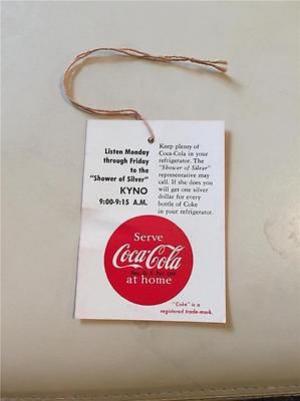 Listen Monday
through Friday
to the
"Shower of Silver"
KYNO
9:00-9:15 A.M.
Keep plenty of
Coca-Cola in your
refrigerator. The
"Shower of Silver"
representative may
call. If she does you
will get one silver
dollar for every
bottle of Coke
in your refrigerator.
Serve
Coca-Cola
at home
"Coke" is a
registered trade-mark.